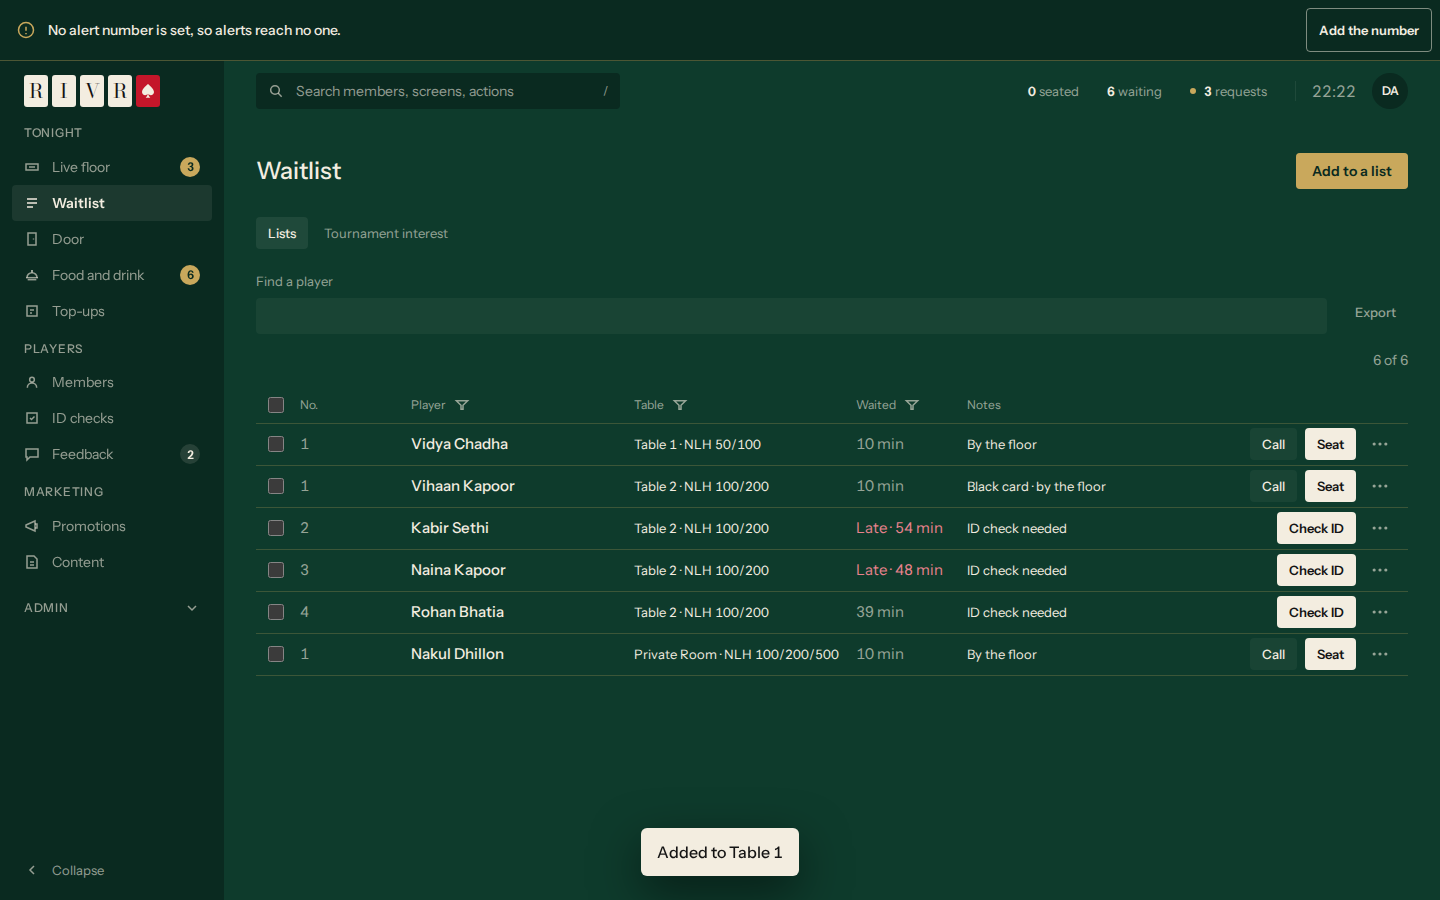 No alert number is set, so alerts reach no one.
Add the number
R I V R
Search members, screens, actions /
0 seated 6 waiting 3 requests 22:22 DA
TONIGHT
Live floor 3
Waitlist
Door
Food and drink 6
Top-ups
PLAYERS
Members
ID checks
Feedback 2
MARKETING
Promotions
Content
ADMIN
Collapse
Waitlist
Add to a list
Lists Tournament interest
Find a player
Export
6 of 6
No. Player Table Waited Notes
1 Vidya Chadha Table 1 · NLH 50/100 10 min By the floor Call Seat
1 Vihaan Kapoor Table 2 · NLH 100/200 10 min Black card · by the floor Call Seat
2 Kabir Sethi Table 2 · NLH 100/200 Late · 54 min ID check needed Check ID
3 Naina Kapoor Table 2 · NLH 100/200 Late · 48 min ID check needed Check ID
4 Rohan Bhatia Table 2 · NLH 100/200 39 min ID check needed Check ID
1 Nakul Dhillon Private Room · NLH 100/200/500 10 min By the floor Call Seat
Added to Table 1